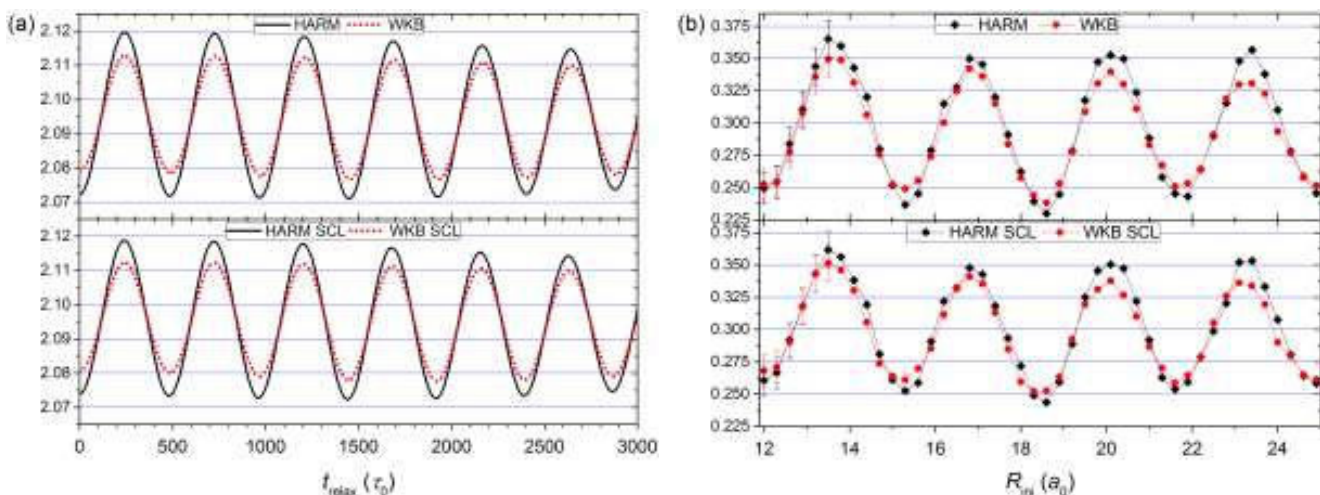 (a)
HARM WKB
2.12
2.11
2.10
2.09
2.08
2.07
HARM SCL WKB SCL
2.12
2.11
2.10
2.09
2.08
2.07
0 500 1000 1500 2000 2500 3000
t_relax (τ_0)
(b)
HARM WKB
0.375
0.350
0.325
0.300
0.275
0.250
0.225
HARM SCL WKB SCL
0.375
0.350
0.325
0.300
0.275
0.250
0.225
12 14 16 18 20 22 24
R_ini (a_0)